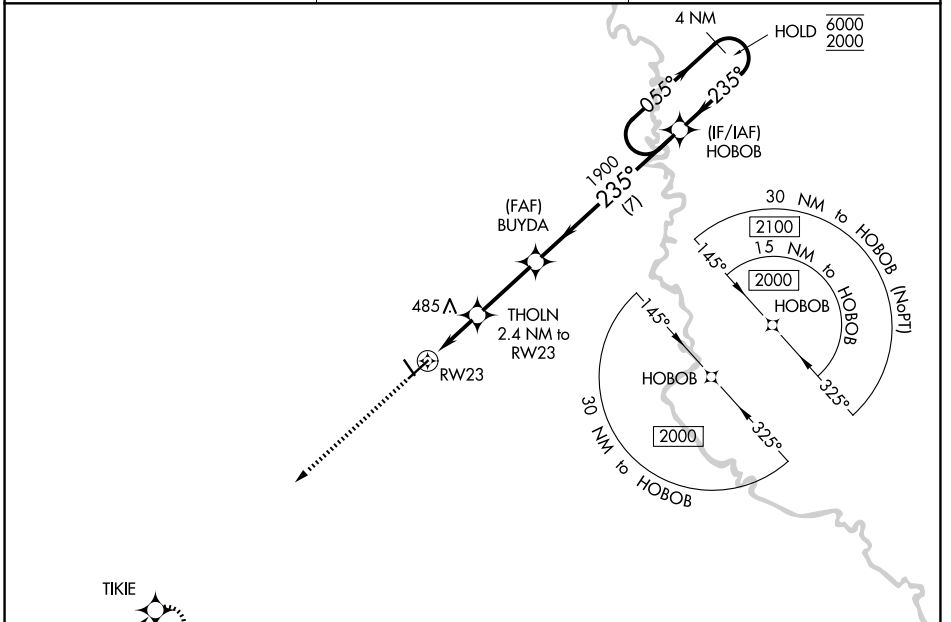 4 NM
HOLD 6000
2000
055°
235°
(IF/IAF)
HOBOB
1900
235°
(7)
(FAF)
BUYDA
485
THOLN
2.4 NM to
RW23
RW23
30 NM to HOBOB (NoPT)
2100
145°
15 NM to HOBOB
2000
HOBOB
325°
145°
HOBOB
325°
2000
30 NM to HOBOB
TIKIE